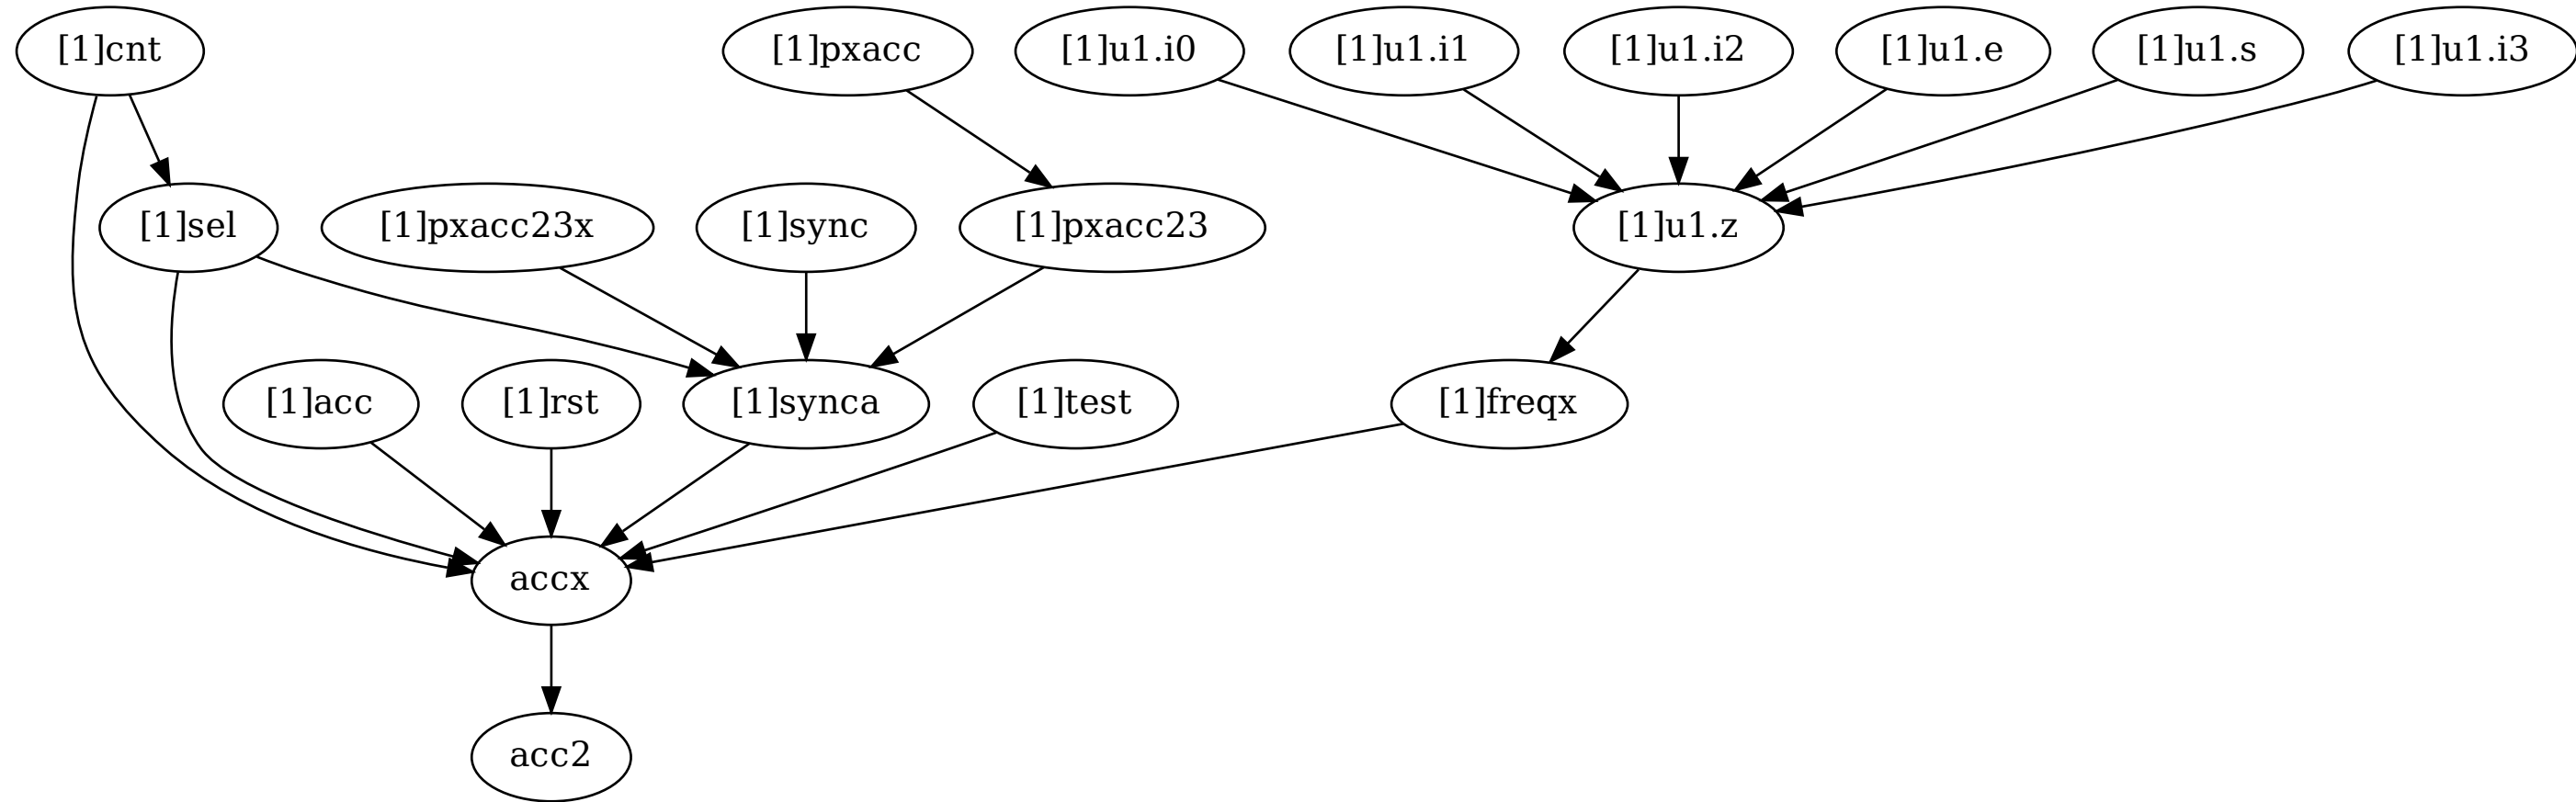 [1]cnt
[1]pxacc
[1]u1.i0
[1]u1.i1
[1]u1.i2
[1]u1.e
[1]u1.s
[1]u1.i3
[1]sel
[1]pxacc23x
[1]sync
[1]pxacc23
[1]u1.z
[1]acc
[1]rst
[1]synca
[1]test
[1]freqx
accx
acc2